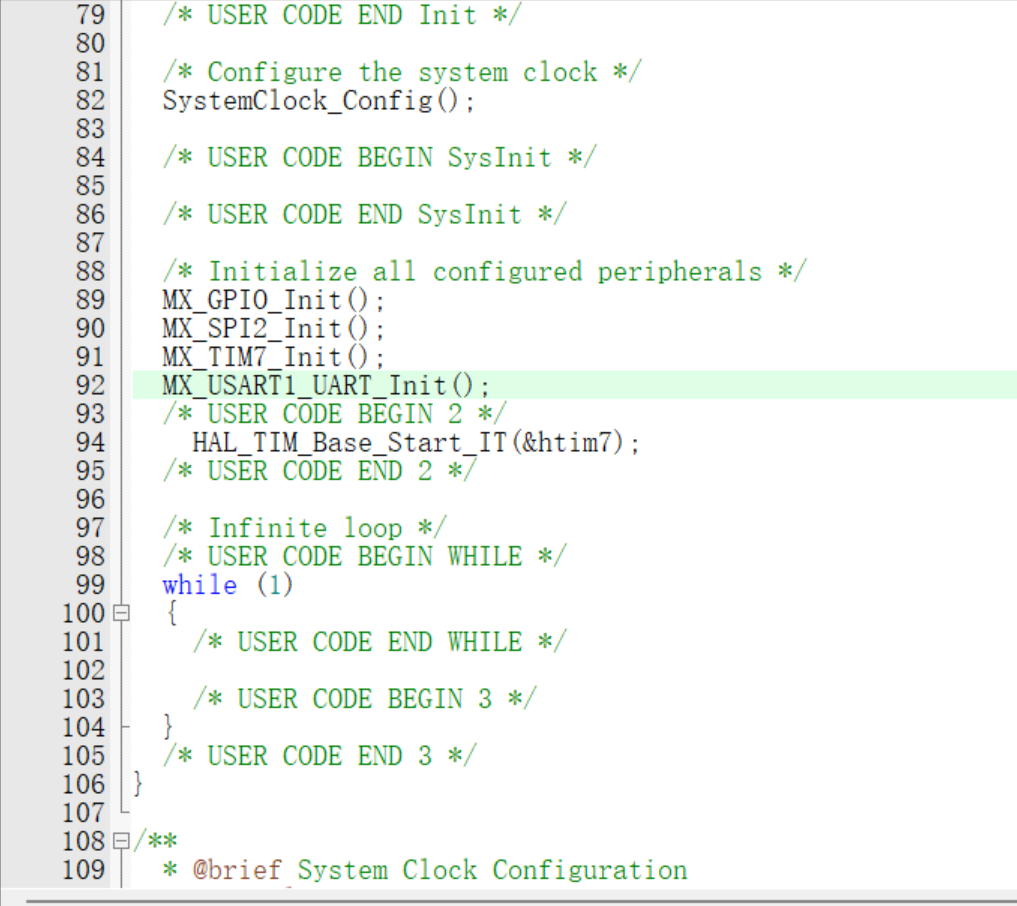 79 /* USER CODE END Init */
80
81 /* Configure the system clock */
82 SystemClock_Config();
83
84 /* USER CODE BEGIN SysInit */
85
86 /* USER CODE END SysInit */
87
88 /* Initialize all configured peripherals */
89 MX_GPIO_Init();
90 MX_SPI2_Init();
91 MX_TIM7_Init();
92 MX_USART1_UART_Init();
93 /* USER CODE BEGIN 2 */
94 HAL_TIM_Base_Start_IT(&htim7);
95 /* USER CODE END 2 */
96
97 /* Infinite loop */
98 /* USER CODE BEGIN WHILE */
99 while (1)
100 {
101 /* USER CODE END WHILE */
102
103 /* USER CODE BEGIN 3 */
104 }
105 /* USER CODE END 3 */
106 }
107
108 /**
109 * @brief System Clock Configuration